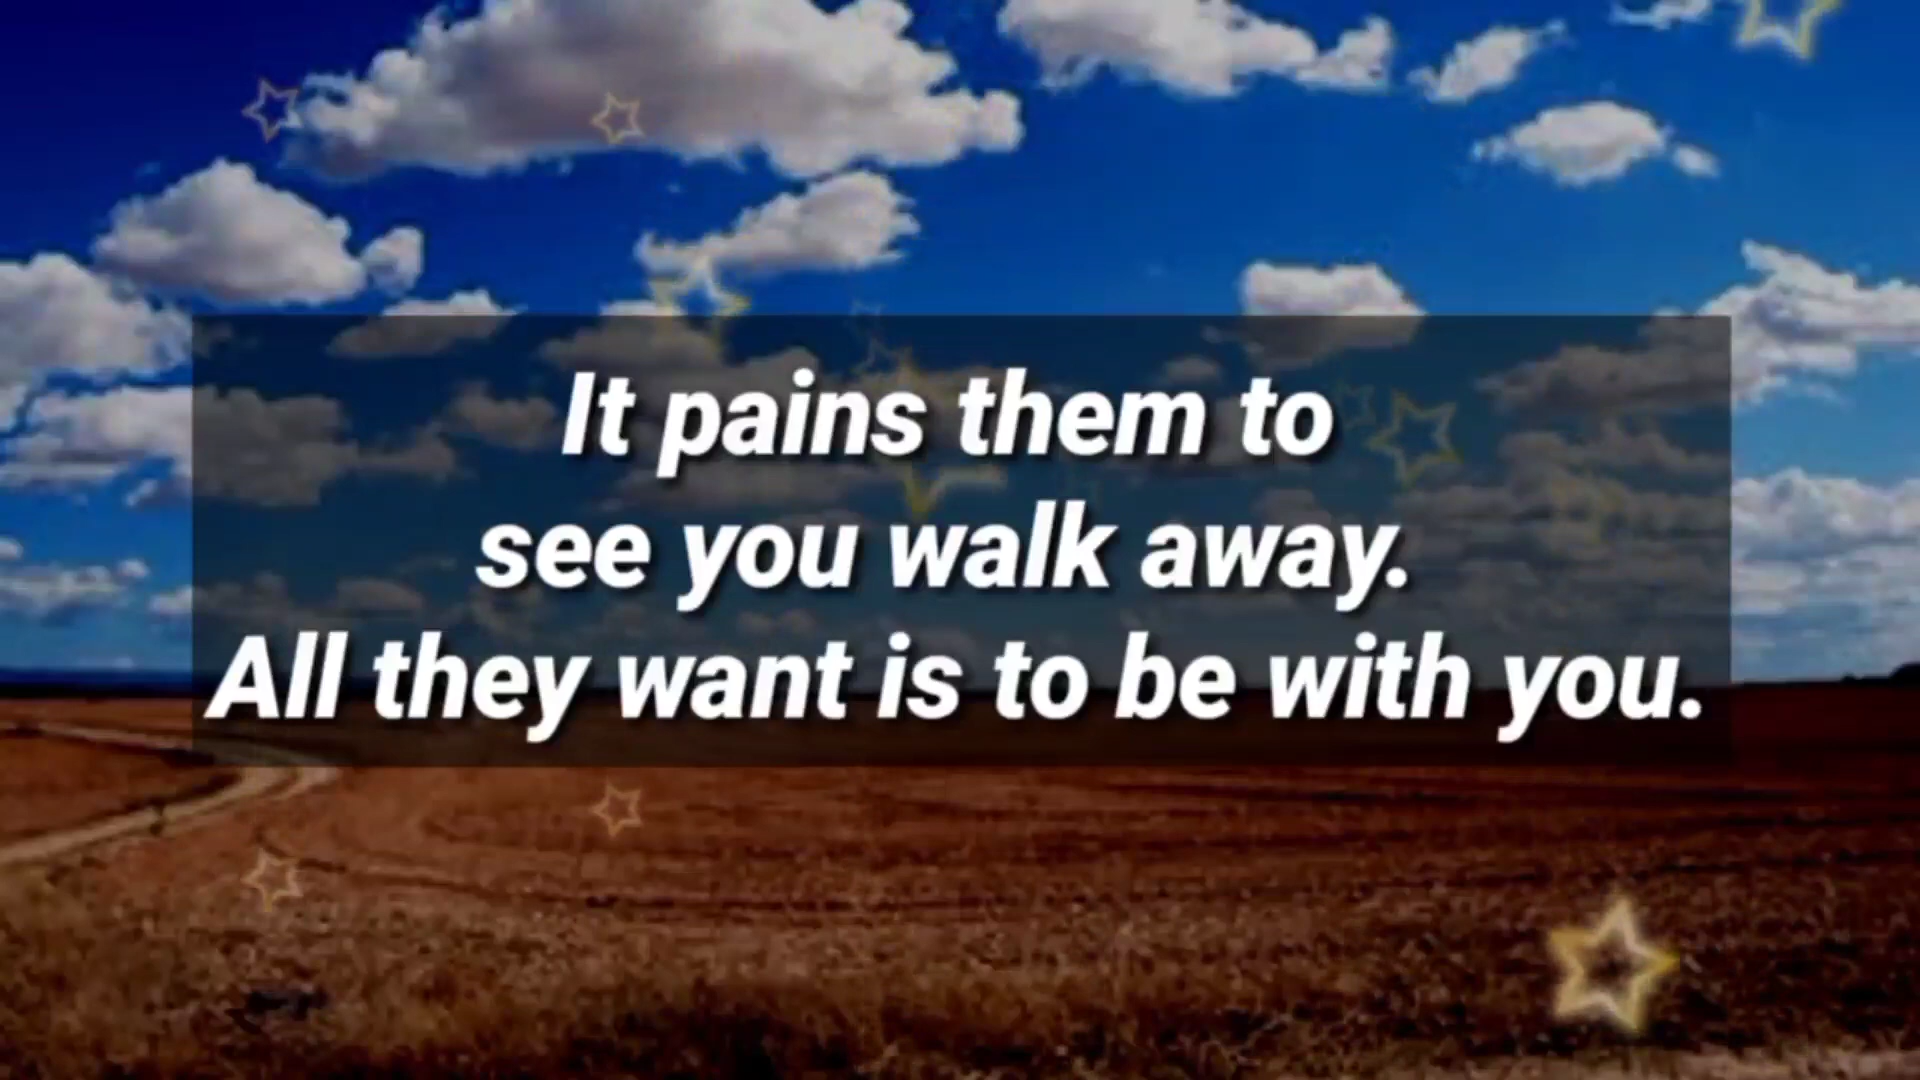 It pains them to
see you walk away.
All they want is to be with you.